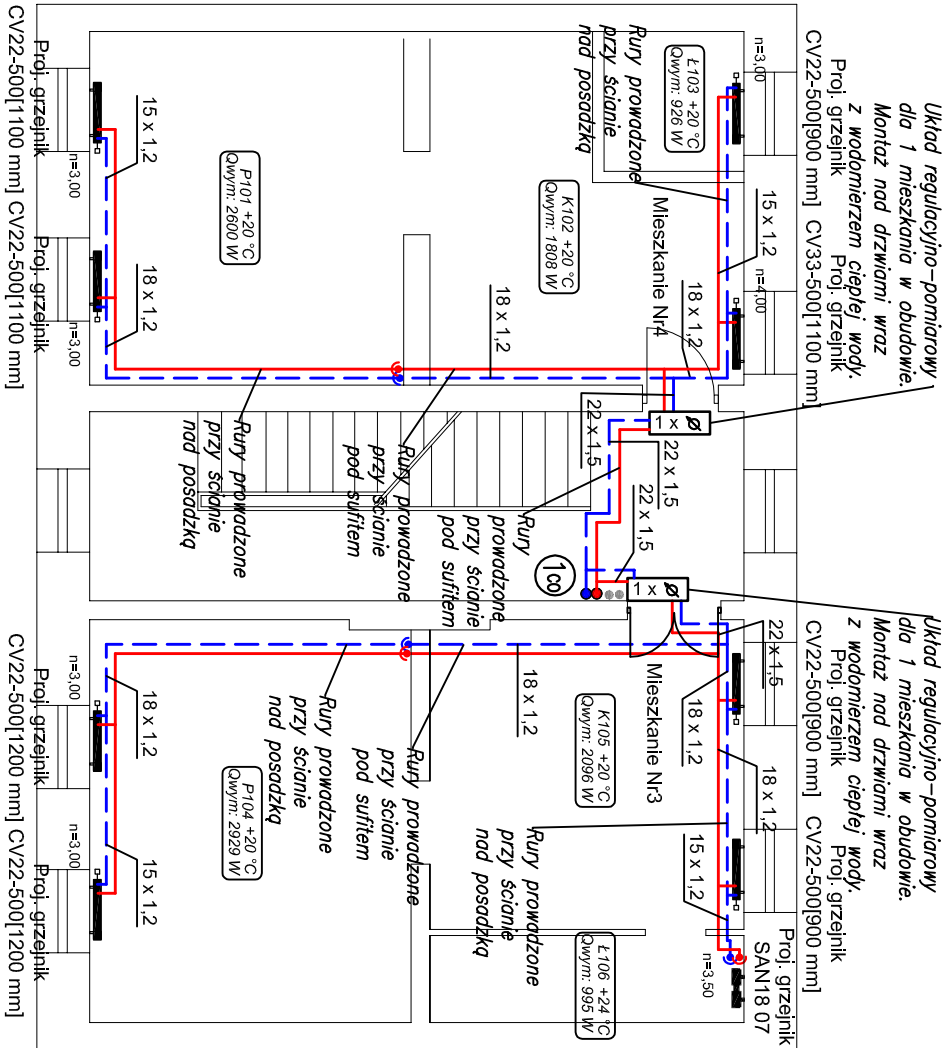 Układ regulacyjno-pomiarowy
dla 1 mieszkania w obudowie.
Montaż nad drzwiami wraz
z wodomierzem ciepłej wody.
Proj. grzejnik
CV22-500[900 mm]
Proj. grzejnik
CV33-500[1100 mm]
n=3,00
n=4,00
Ł103 +20 °C
Qwym: 926 W
Rury prowadzone
przy ścianie
nad posadzką
15 x 1,2
18 x 1,2
Mieszkanie Nr4
K102 +20 °C
Qwym: 1808 W
18 x 1,2
P101 +20 °C
Qwym: 2600 W
15 x 1,2
18 x 1,2
n=3,00
n=3,00
Proj. grzejnik
CV22-500[1100 mm]
Proj. grzejnik
CV22-500[1100 mm]
22 x 1,5
1 x Ø
22 x 1,5
22 x 1,5
Rury prowadzone
przy ścianie
nad posadzką
Rury prowadzone
przy ścianie
pod sufitem
Rury
prowadzone
przy ścianie
pod sufitem
1co
1 x Ø
Układ regulacyjno-pomiarowy
dla 1 mieszkania w obudowie.
Montaż nad drzwiami wraz
z wodomierzem ciepłej wody.
Proj. grzejnik
CV22-500[900 mm]
Proj. grzejnik
CV22-500[900 mm]
Proj. grzejnik
SAN18 07
n=3,50
22 x 1,5
18 x 1,2
18 x 1,2
15 x 1,2
Mieszkanie Nr3
K105 +20 °C
Qwym: 2096 W
18 x 1,2
Rury prowadzone
przy ścianie
nad posadzką
Ł106 +24 °C
Qwym: 995 W
Rury prowadzone
przy ścianie
pod sufitem
Rury prowadzone
przy ścianie
nad posadzką
P104 +20 °C
Qwym: 2929 W
18 x 1,2
15 x 1,2
n=3,00
n=3,00
Proj. grzejnik
CV22-500[1200 mm]
Proj. grzejnik
CV22-500[1200 mm]